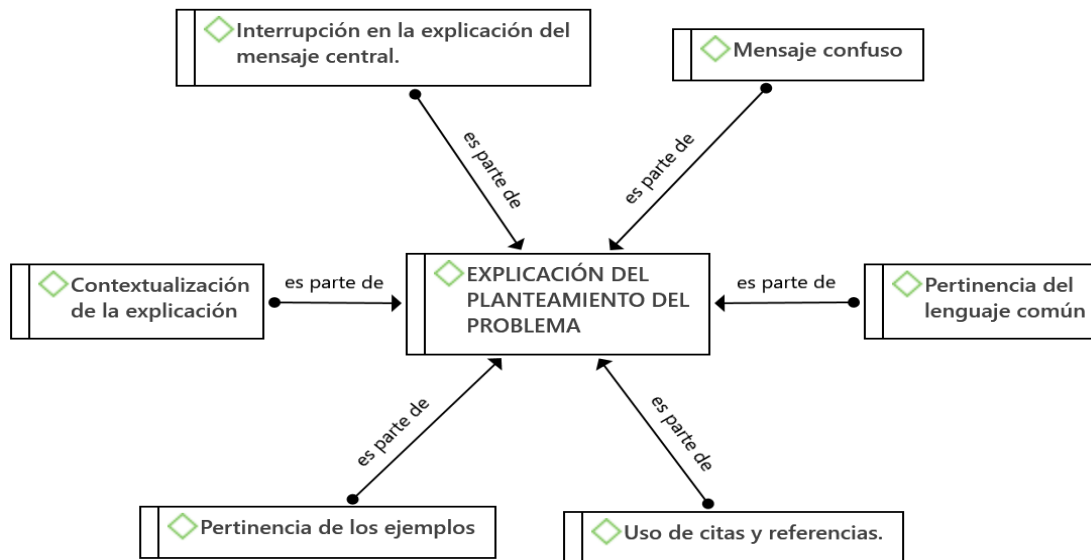 Interrupción en la explicación del
mensaje central.
Mensaje confuso
es parte de
es parte de
Contextualización
de la explicación
es parte de
EXPLICACIÓN DEL
PLANTEAMIENTO DEL
PROBLEMA
es parte de
Pertinencia del
lenguaje común
es parte de
es parte de
Pertinencia de los ejemplos
Uso de citas y referencias.